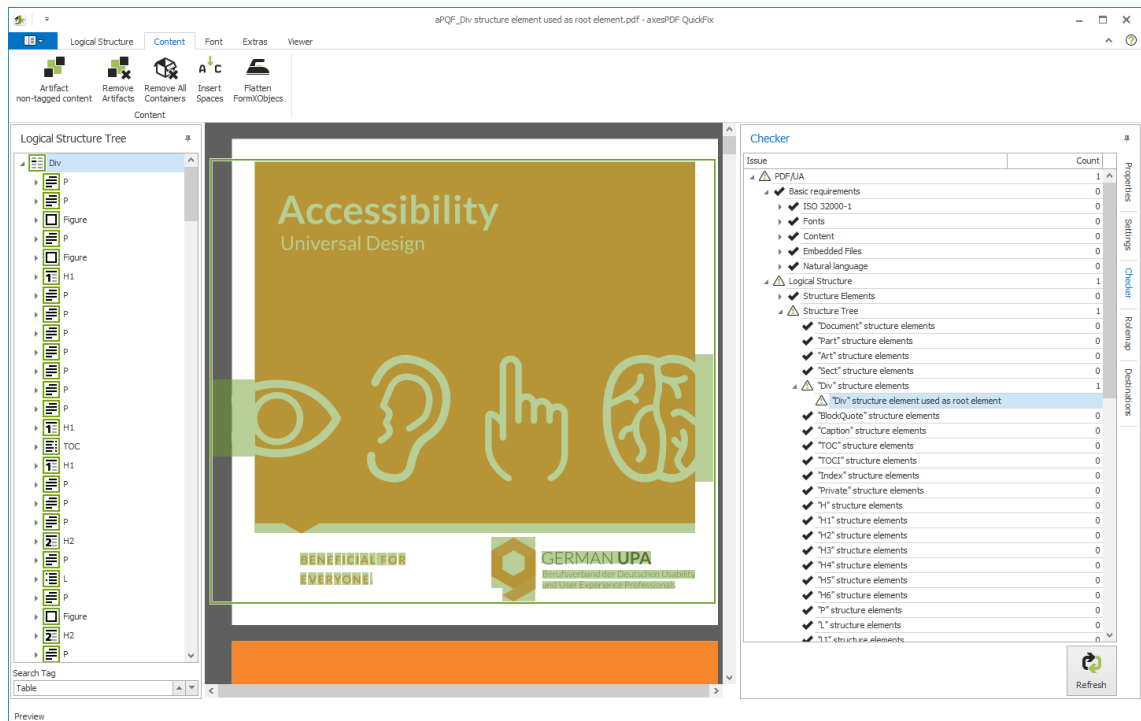 aPQF_Div structure element used as root element.pdf - axesPDF QuickFix
Logical Structure Content Font Extras Viewer
Artifact non-tagged content
Remove Artifacts
Remove All Containers
Insert Spaces
Flatten FormXObjecs
Content
Logical Structure Tree
Div
P
P
Figure
P
Figure
H1
P
P
P
P
P
P
P
H1
TOC
H1
P
P
P
H2
P
L
P
Figure
H2
P
Search Tag
Table
Preview
Accessibility
Universal Design
BENEFICIAL FOR
EVERYONE.
GERMAN UPA
Berufsverband der Deutschen Usability
und User Experience Professionals
Checker
Issue Count
PDF/UA 1
Basic requirements 0
ISO 32000-1 0
Fonts 0
Content 0
Embedded Files 0
Natural language 0
Logical Structure 1
Structure Elements 0
Structure Tree 1
"Document" structure elements 0
"Part" structure elements 0
"Art" structure elements 0
"Sect" structure elements 0
"Div" structure elements 1
"Div" structure element used as root element
"BlockQuote" structure elements 0
"Caption" structure elements 0
"TOC" structure elements 0
"TOCI" structure elements 0
"Index" structure elements 0
"Private" structure elements 0
"H" structure elements 0
"H1" structure elements 0
"H2" structure elements 0
"H3" structure elements 0
"H4" structure elements 0
"H5" structure elements 0
"H6" structure elements 0
"P" structure elements 0
"L" structure elements 0
"LI" structure elements 0
Refresh
Properties
Settings
Checker
Rolemap
Destinations